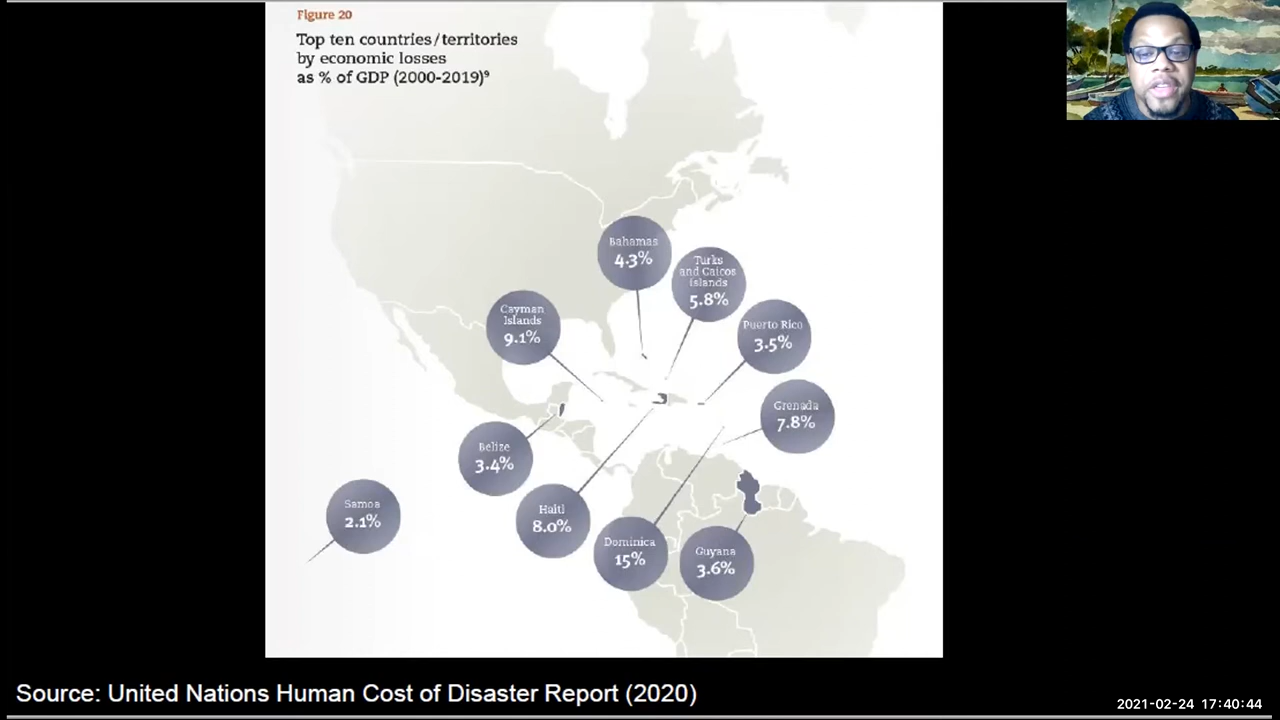 Figure 20
Top ten countries/territories
by economic losses
as % of GDP (2000-2019)⁹
Bahamas
4.3%
Turks
and Caicos
islands
5.8%
Cayman
Islands
9.1%
Puerto Rico
3.5%
Grenada
7.8%
Belize
3.4%
Samoa
2.1%
Haiti
8.0%
Dominica
15%
Guyana
3.6%
Source: United Nations Human Cost of Disaster Report (2020)
2021-02-24 17:40:44